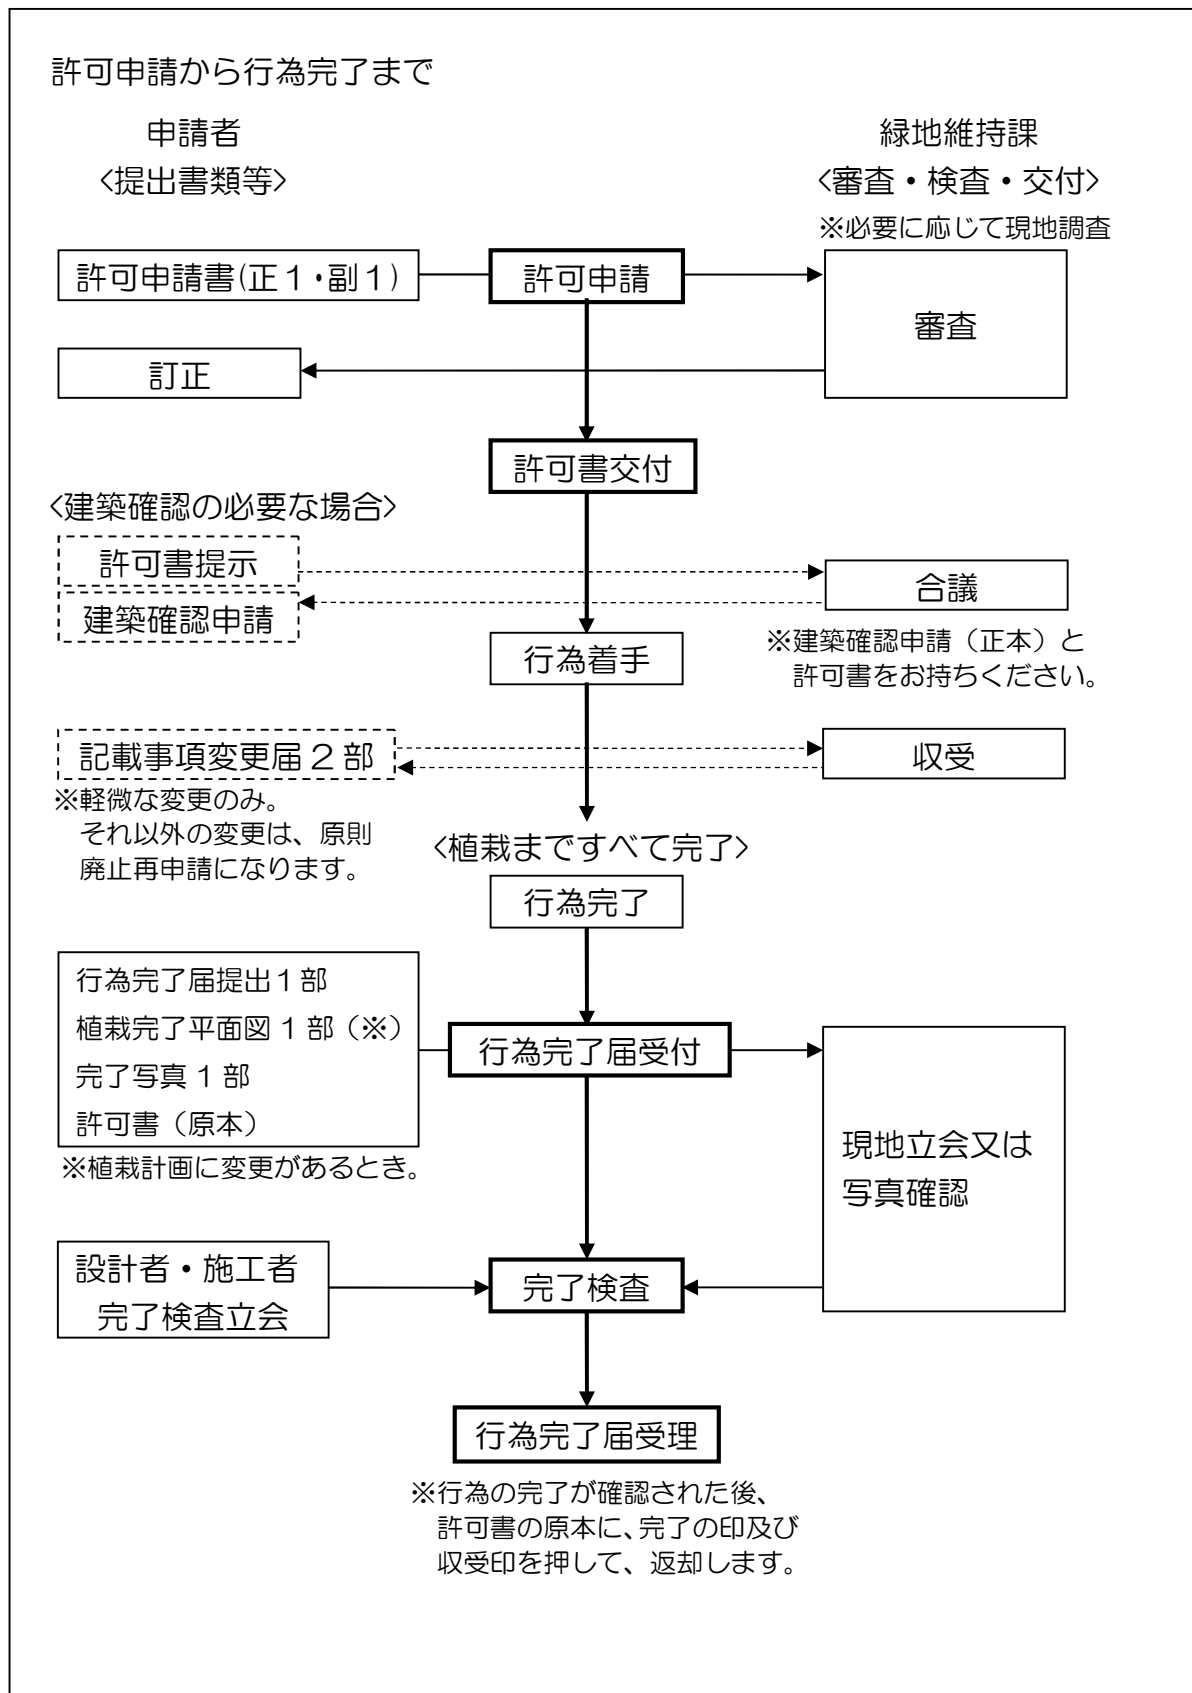 許可申請から行為完了まで
申請者
<提出書類等>
緑地維持課
<審査・検査・交付>
※必要に応じて現地調査
許可申請書(正1・副1)
許可申請
審査
訂正
許可書交付
<建築確認の必要な場合>
許可書提示
建築確認申請
合議
※建築確認申請(正本)と
許可書をお持ちください。
行為着手
記載事項変更届2部
収受
※軽微な変更のみ。
それ以外の変更は、原則
廃止再申請になります。
<植栽まですべて完了>
行為完了
行為完了届提出1部
植栽完了平面図1部(※)
完了写真1部
許可書(原本)
行為完了届受付
※植栽計画に変更があるとき。
現地立会又は
写真確認
設計者・施工者
完了検査立会
完了検査
行為完了届受理
※行為の完了が確認された後、
許可書の原本に、完了の印及び
収受印を押して、返却します。